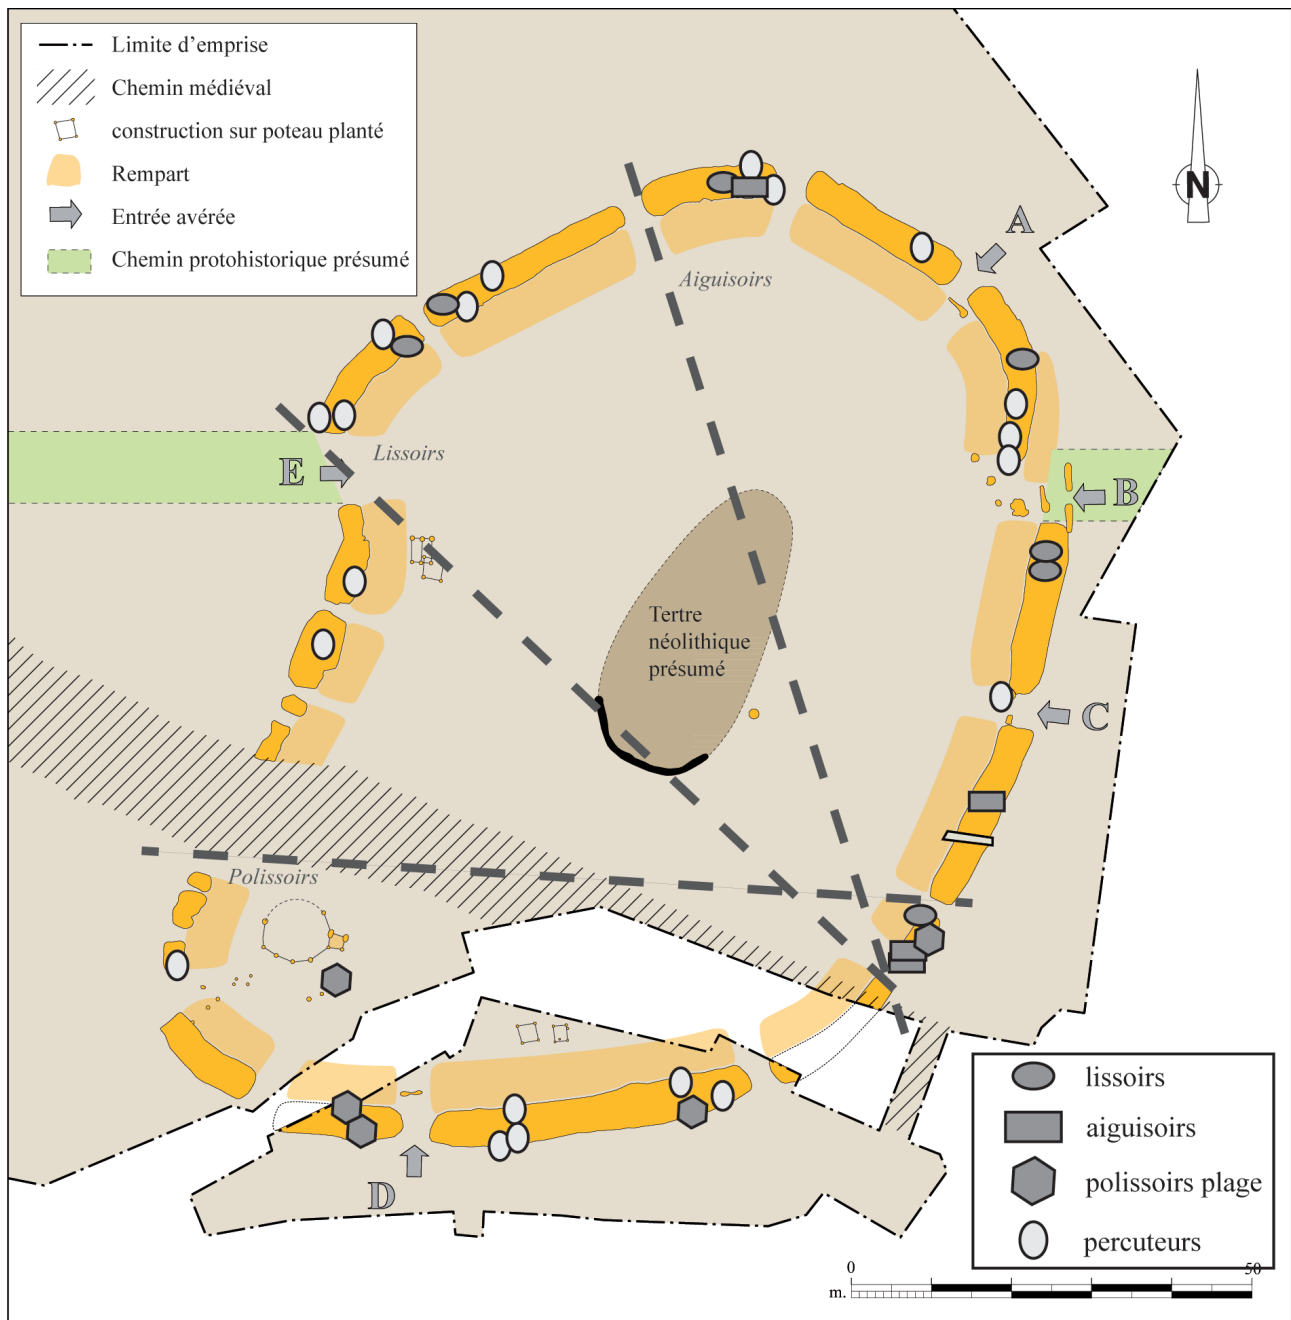 Limite d’emprise
Chemin médiéval
construction sur poteau planté
Rempart
Entrée avérée
Chemin protohistorique présumé
N
A
Aiguisoirs
Lissoirs
E
B
Tertre
néolithique
présumé
C
Polissoirs
D
lissoirs
aiguisoirs
polissoirs plage
percuteurs
0
50
m.